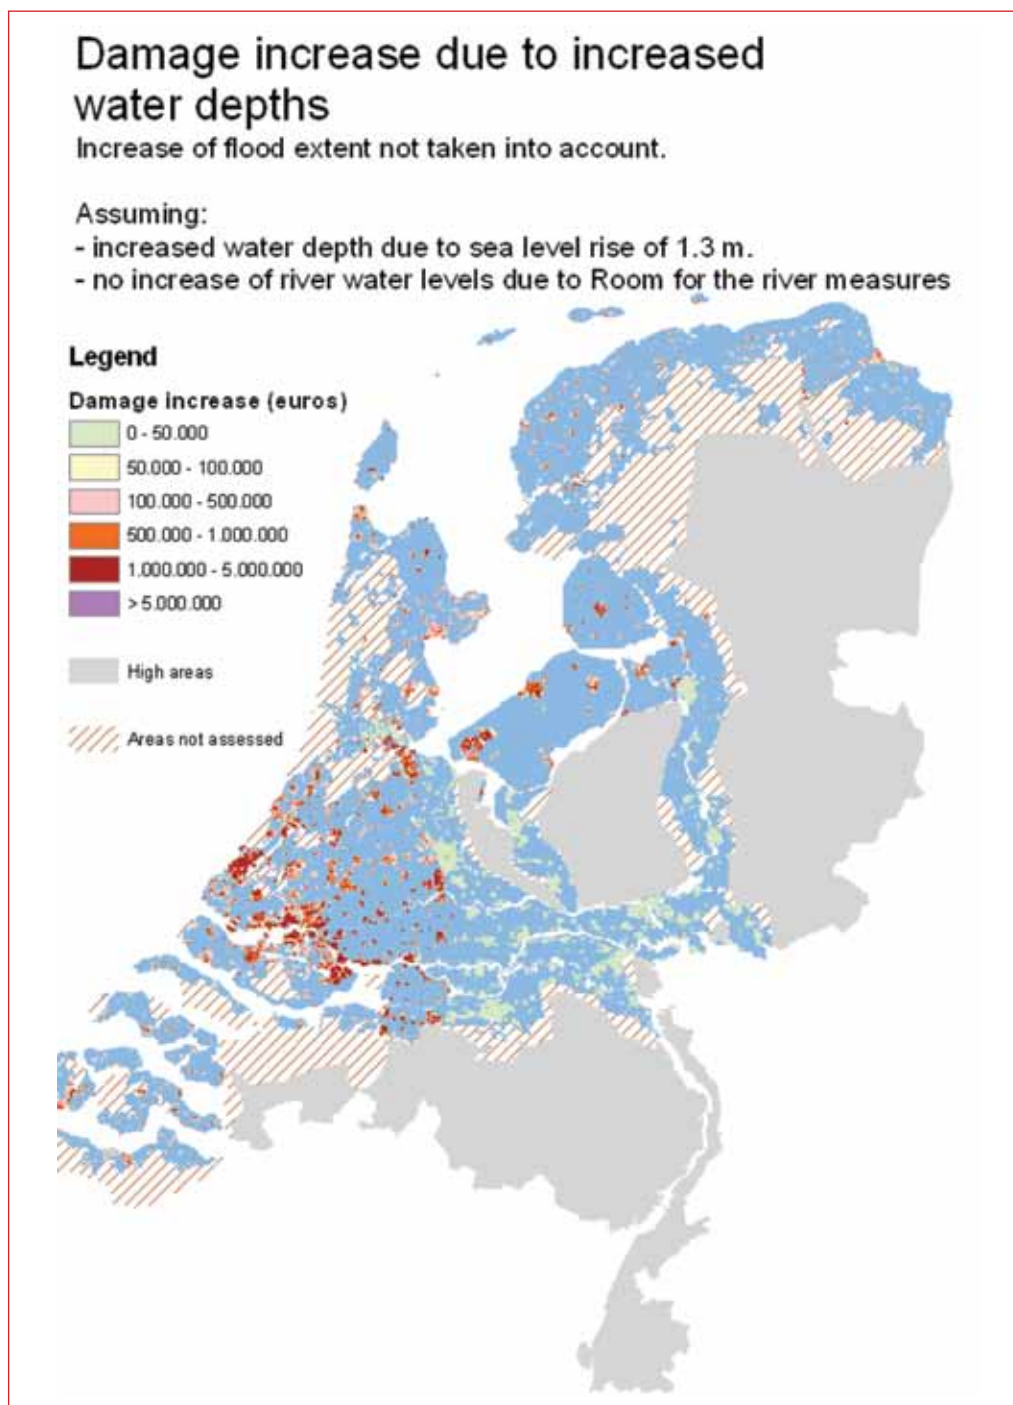 Damage increase due to increased
water depths
Increase of flood extent not taken into account.
Assuming:
- increased water depth due to sea level rise of 1.3 m.
- no increase of river water levels due to Room for the river measures
Legend
Damage increase (euros)
0 - 50.000
50.000 - 100.000
100.000 - 500.000
500.000 - 1.000.000
1.000.000 - 5.000.000
> 5.000.000
High areas
Areas not assessed